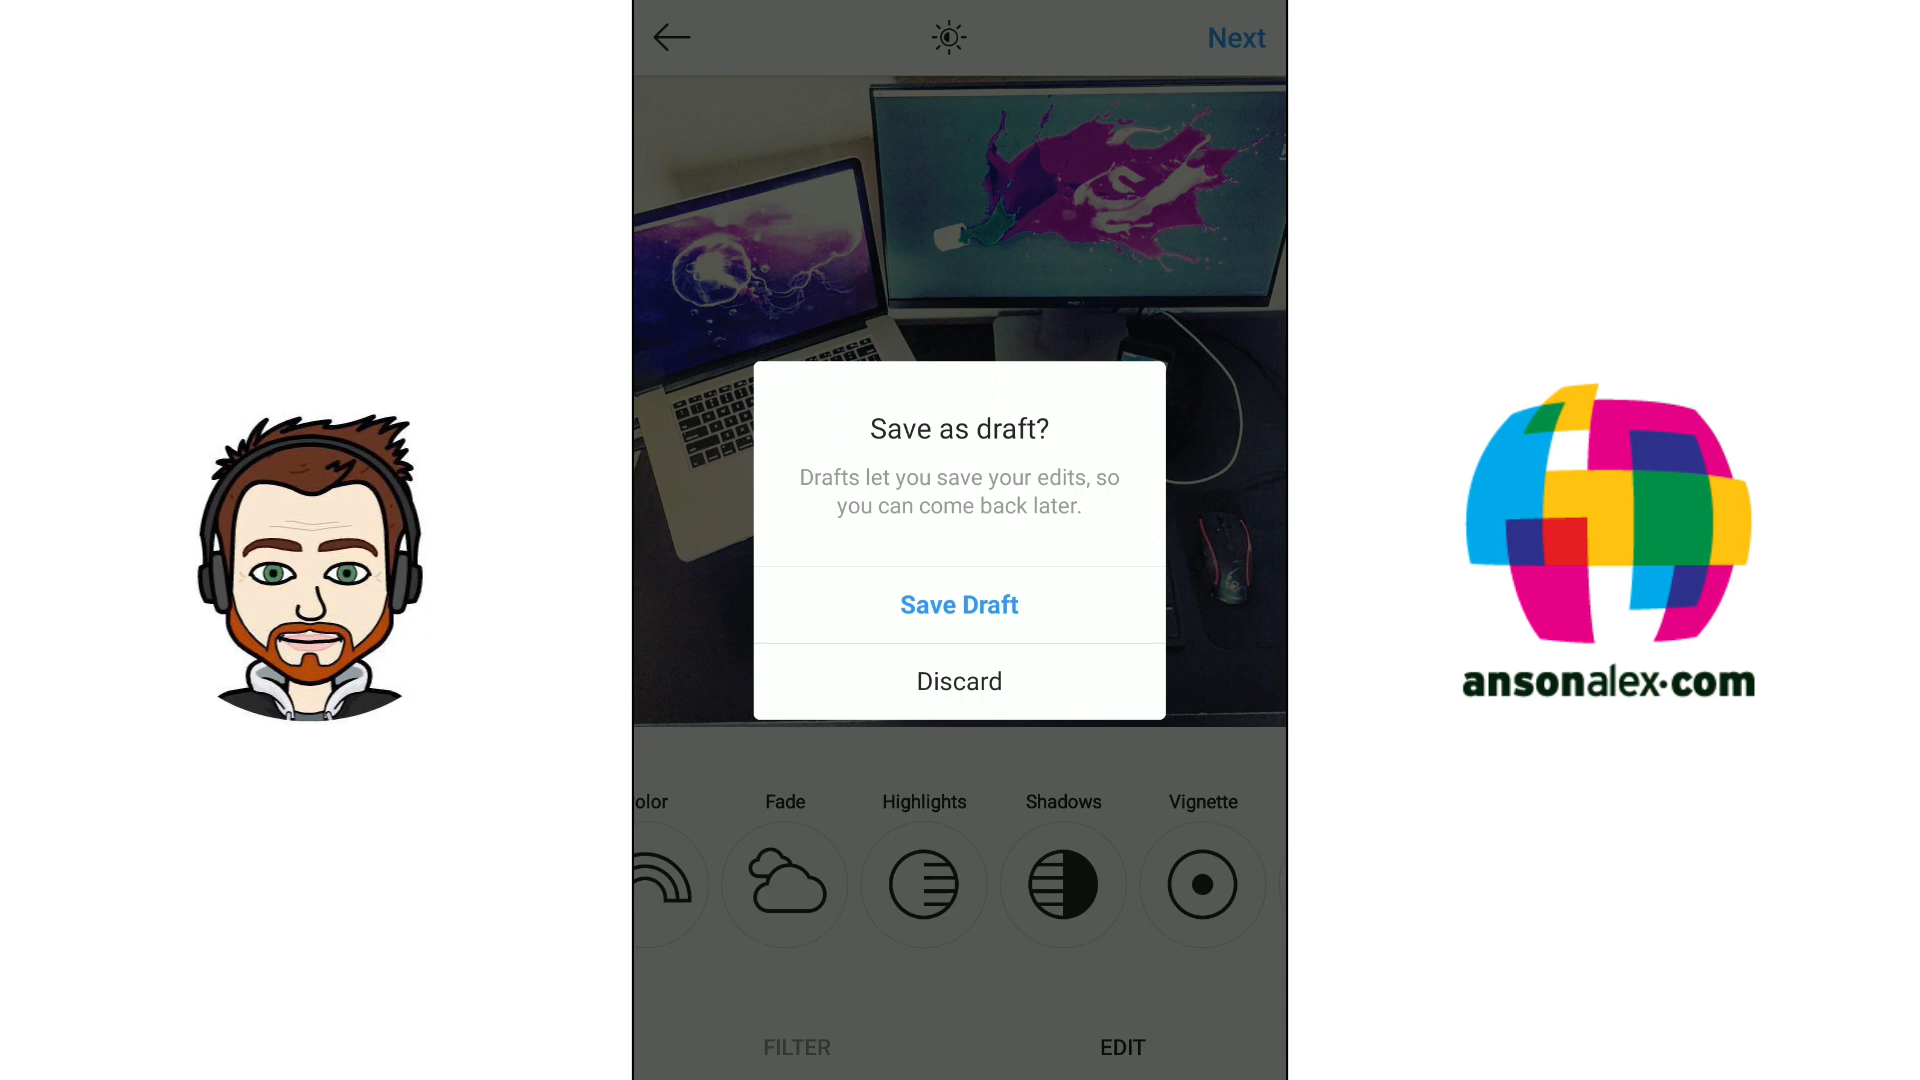 Next
Save as draft?
Drafts let you save your edits, so
you can come back later.
Save Draft
Discard
olor
Fade
Highlights
Shadows
Vignette
FILTER
EDIT
ansonalex.com